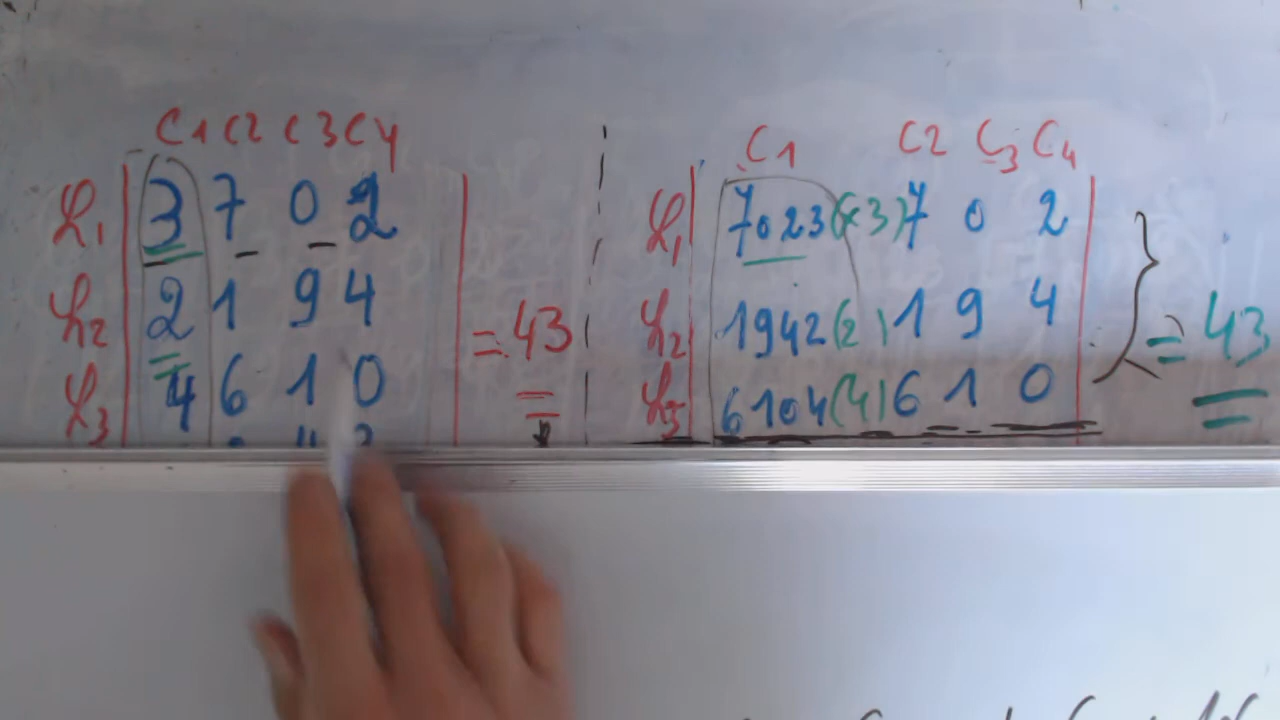 C1 C2 C3 C4
L1 3 7 0 2
L2 2 1 9 4 = 43
L3 4 6 1 0
C1 C2 C3 C4
L1 7023(x3) 7 0 2
L2 1942(2) 1 9 4 = 43
6104(4) 6 1 0